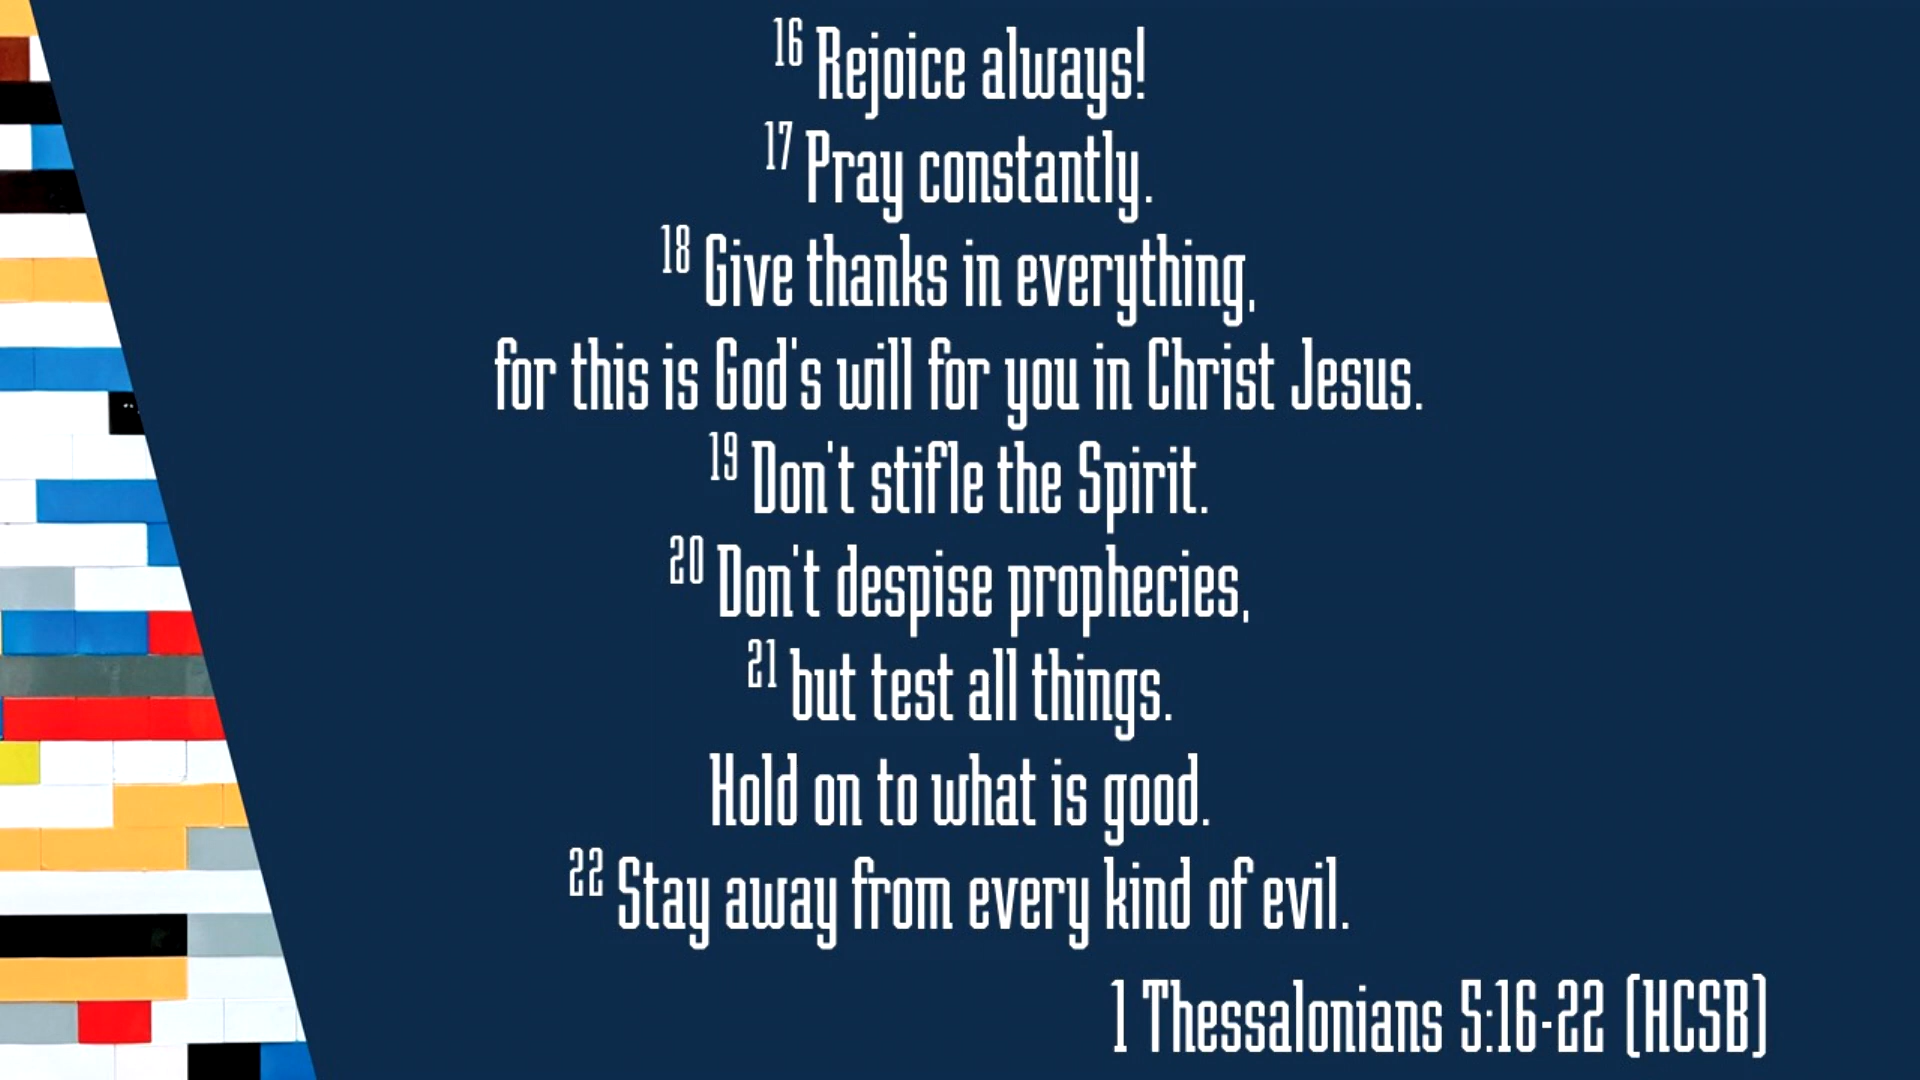 16 Rejoice always!
17 Pray constantly.
18 Give thanks in everything,
for this is God's will for you in Christ Jesus.
19 Don't stifle the Spirit.
20 Don't despise prophecies,
21 but test all things.
Hold on to what is good.
22 Stay away from every kind of evil.
1 Thessalonians 5:16-22 (HCSB)